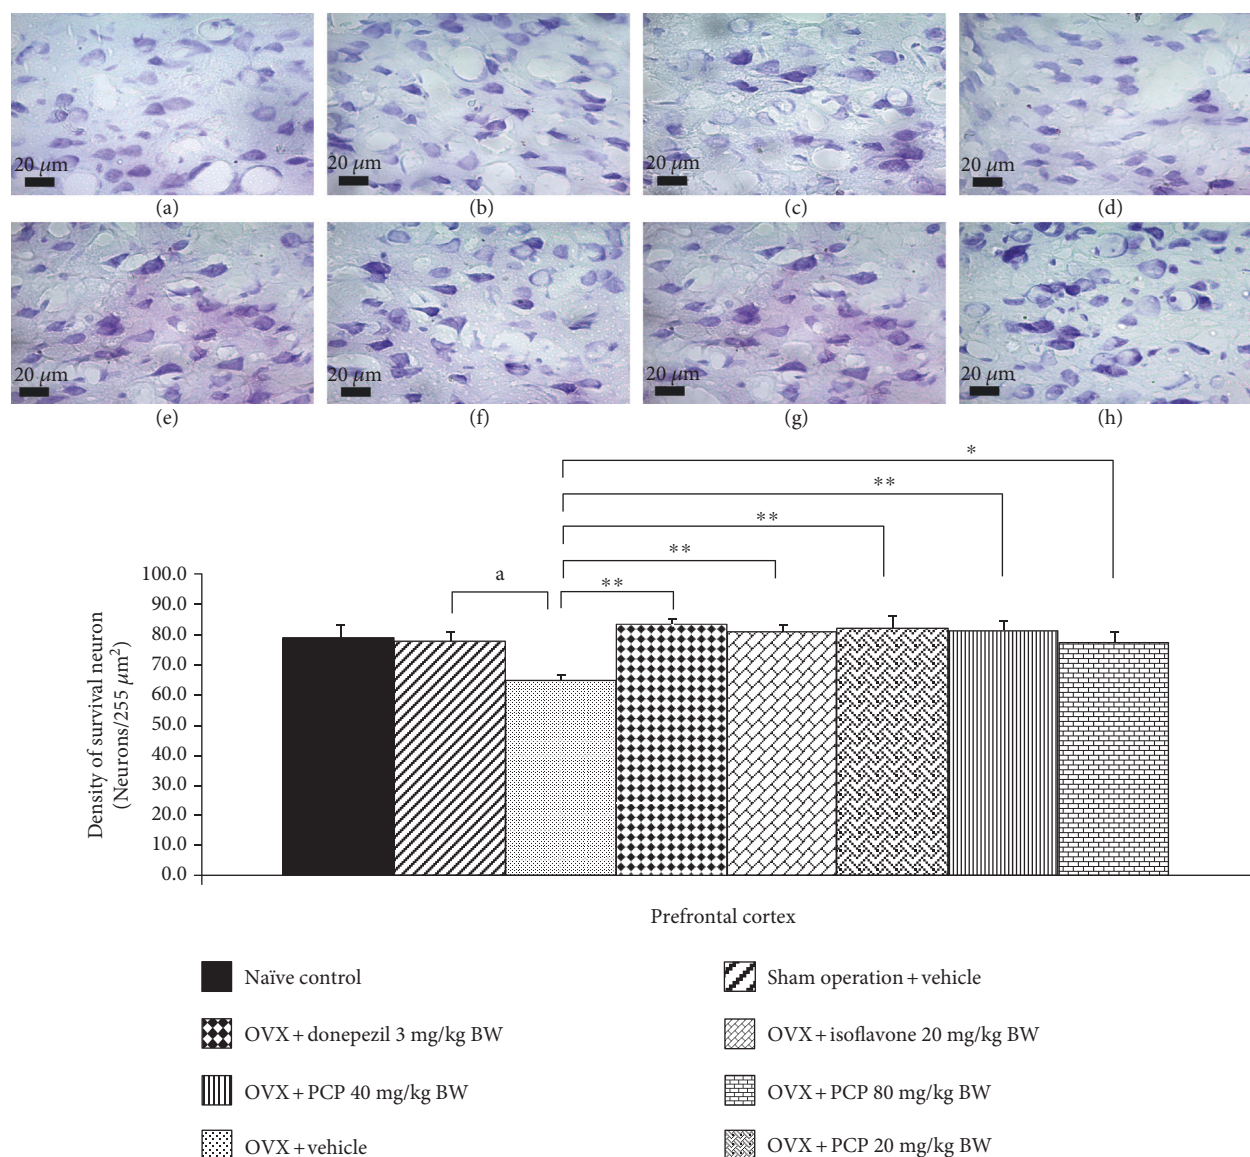 20 μm
20 μm
20 μm
20 μm
(a)
(b)
(c)
(d)
20 μm
20 μm
20 μm
20 μm
(e)
(f)
(g)
(h)
*
**
**
**
**
a
Density of survival neuron
(Neurons/255 μm²)
100.0
90.0
80.0
70.0
60.0
50.0
40.0
30.0
20.0
10.0
0.0
Prefrontal cortex
Naïve control
Sham operation + vehicle
OVX + donepezil 3 mg/kg BW
OVX + isoflavone 20 mg/kg BW
OVX + PCP 40 mg/kg BW
OVX + PCP 80 mg/kg BW
OVX + vehicle
OVX + PCP 20 mg/kg BW